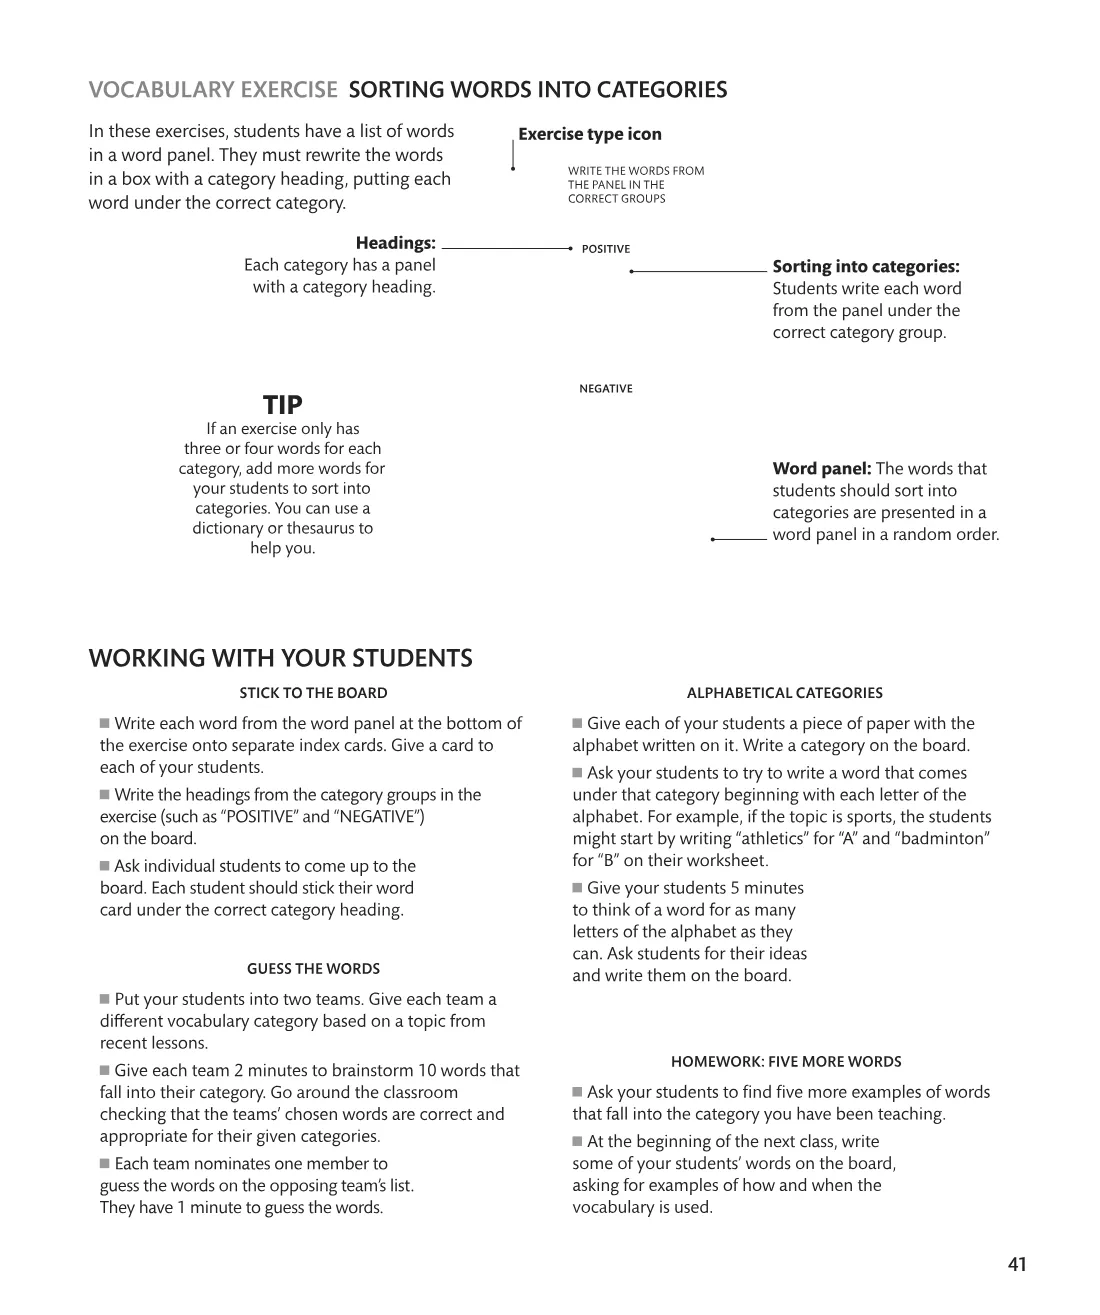 VOCABULARY EXERCISE SORTING WORDS INTO CATEGORIES
In these exercises, students have a list of words
in a word panel. They must rewrite the words
in a box with a category heading, putting each
word under the correct category.
Exercise type icon
WRITE THE WORDS FROM
THE PANEL IN THE
CORRECT GROUPS
Headings:
Each category has a panel
with a category heading.
POSITIVE
Sorting into categories:
Students write each word
from the panel under the
correct category group.
NEGATIVE
TIP
If an exercise only has
three or four words for each
category, add more words for
your students to sort into
categories. You can use a
dictionary or thesaurus to
help you.
Word panel: The words that
students should sort into
categories are presented in a
word panel in a random order.
WORKING WITH YOUR STUDENTS
STICK TO THE BOARD
■ Write each word from the word panel at the bottom of
the exercise onto separate index cards. Give a card to
each of your students.
■ Write the headings from the category groups in the
exercise (such as “POSITIVE” and “NEGATIVE”)
on the board.
■ Ask individual students to come up to the
board. Each student should stick their word
card under the correct category heading.
GUESS THE WORDS
■ Put your students into two teams. Give each team a
different vocabulary category based on a topic from
recent lessons.
■ Give each team 2 minutes to brainstorm 10 words that
fall into their category. Go around the classroom
checking that the teams’ chosen words are correct and
appropriate for their given categories.
■ Each team nominates one member to
guess the words on the opposing team’s list.
They have 1 minute to guess the words.
ALPHABETICAL CATEGORIES
■ Give each of your students a piece of paper with the
alphabet written on it. Write a category on the board.
■ Ask your students to try to write a word that comes
under that category beginning with each letter of the
alphabet. For example, if the topic is sports, the students
might start by writing “athletics” for “A” and “badminton”
for “B” on their worksheet.
■ Give your students 5 minutes
to think of a word for as many
letters of the alphabet as they
can. Ask students for their ideas
and write them on the board.
HOMEWORK: FIVE MORE WORDS
■ Ask your students to find five more examples of words
that fall into the category you have been teaching.
■ At the beginning of the next class, write
some of your students’ words on the board,
asking for examples of how and when the
vocabulary is used.
41